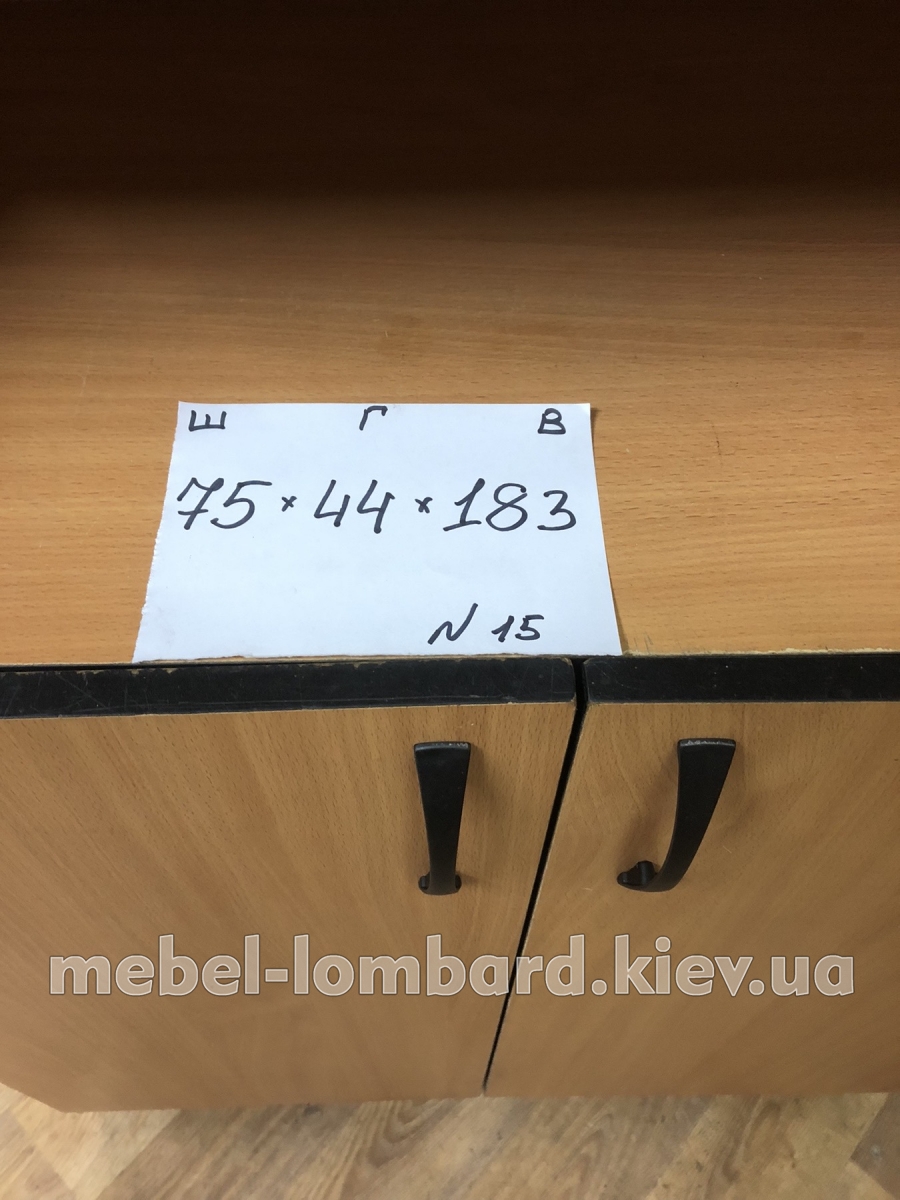 Ш Г В
75 × 44 × 183
N 15
mebel-lombard.kiev.ua